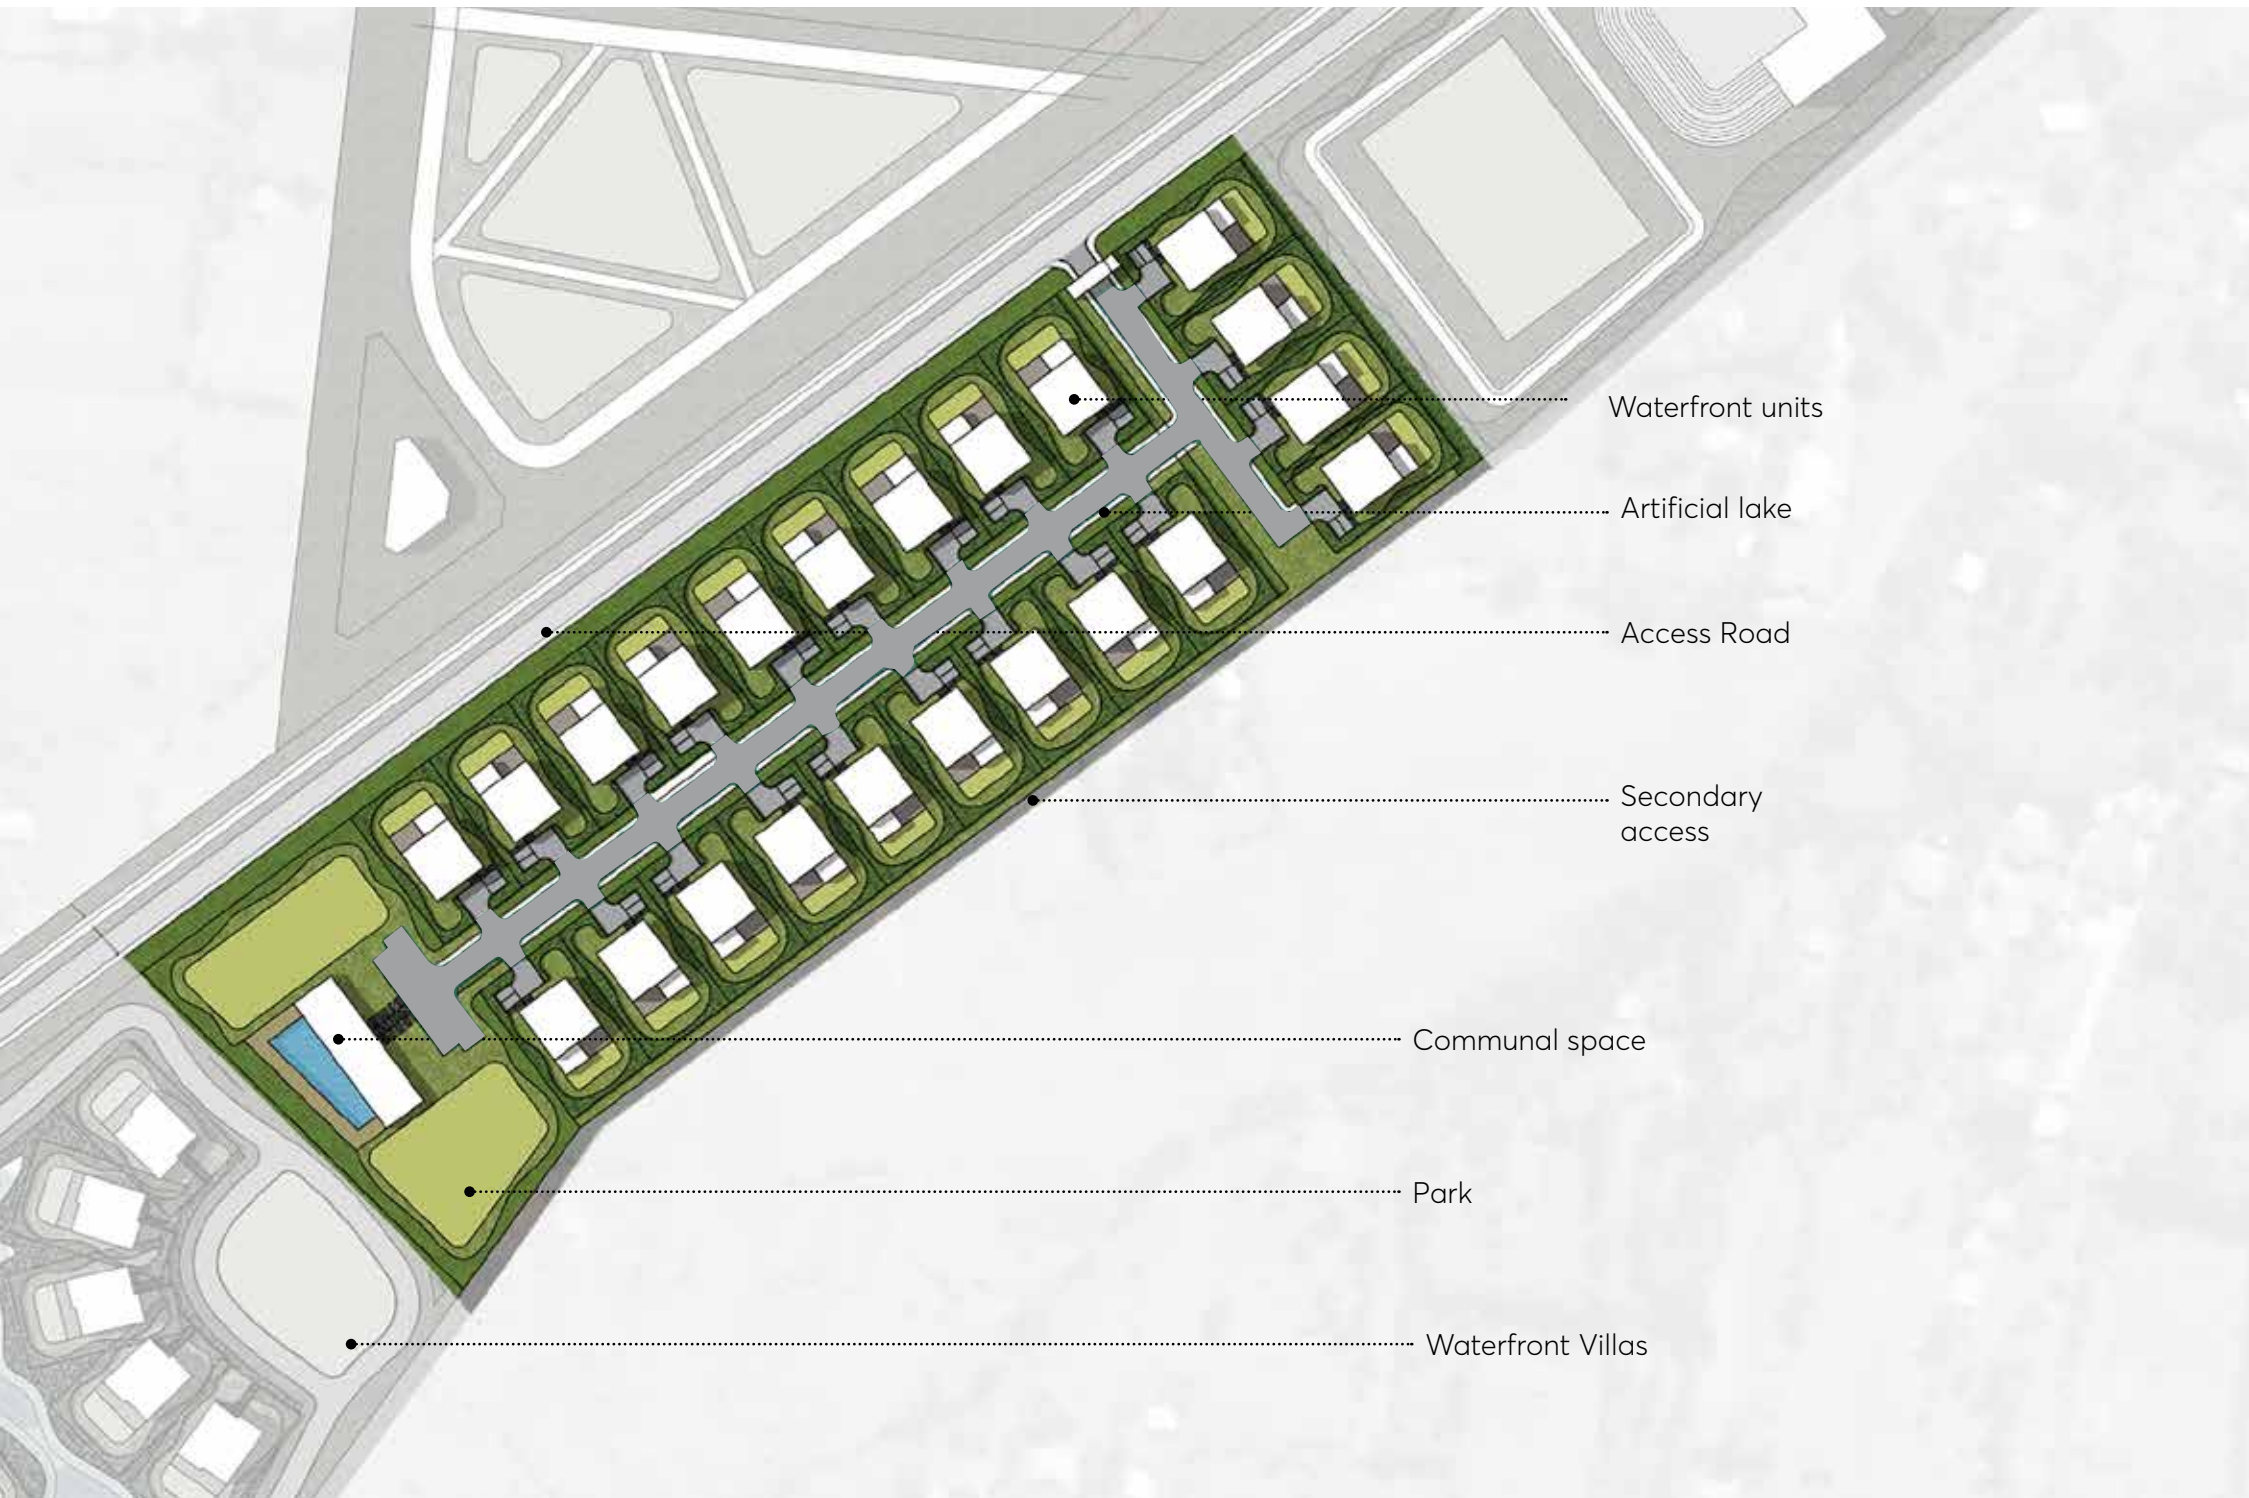 Waterfront units
Artificial lake
Access Road
Secondary
access
Communal space
Park
Waterfront Villas